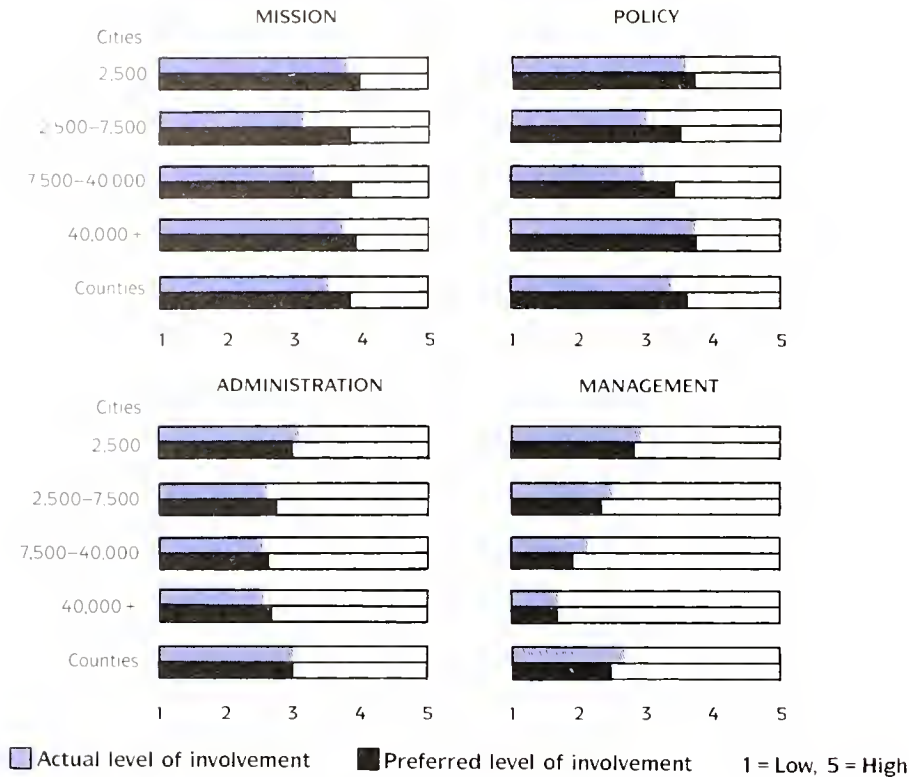 MISSION
POLICY
Cities
2,500
2 500–7,500
7 500–40 000
40,000 +
Counties
1 2 3 4 5
1 2 3 4 5
ADMINISTRATION
MANAGEMENT
Cities
2,500
2,500–7,500
7,500–40,000
40,000 +
Counties
1 2 3 4 5
1 2 3 4 5
Actual level of involvement
Preferred level of involvement
1 = Low, 5 = High